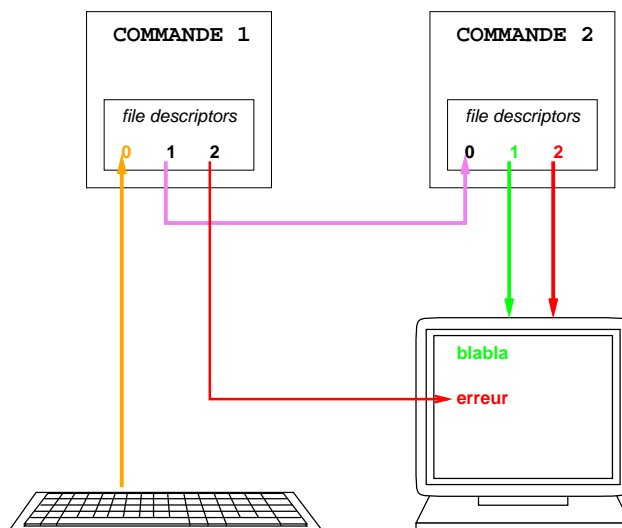 COMMANDE 1
file descriptors
0 1 2
COMMANDE 2
file descriptors
0 1 2
blabla
erreur